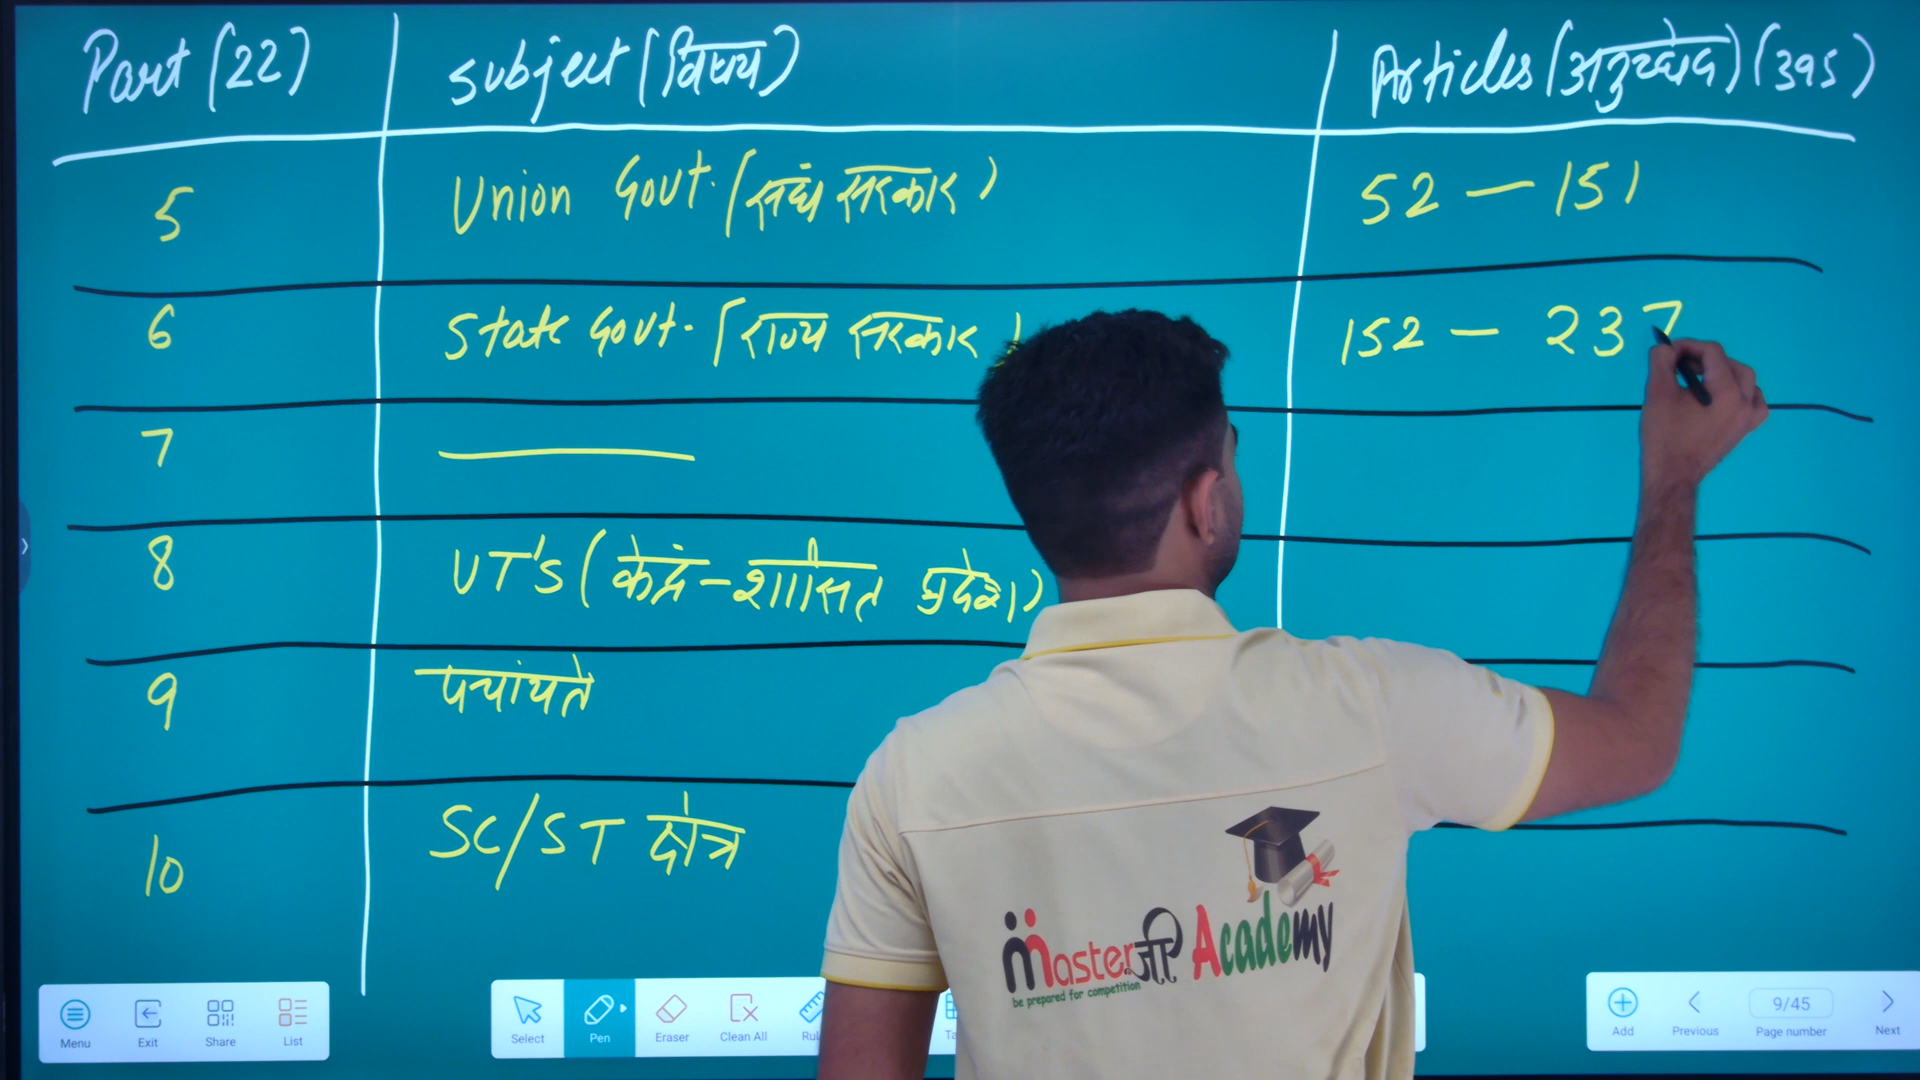 Part (22) Subject (विषय) Articles (अनुच्छेद) (395)
5 Union Govt. (संघ सरकार) 52 – 151
6 State Govt. (राज्य सरकार) 152 – 237
7 ———
8 UT's (केंद्र-शासित प्रदेश)
9 पचांयते
10 SC/ST क्षेत्र
Masterजी Academy
be prepared for competition
Menu Exit Share List Select Pen Eraser Clean All Add Previous 9/45 Page number Next